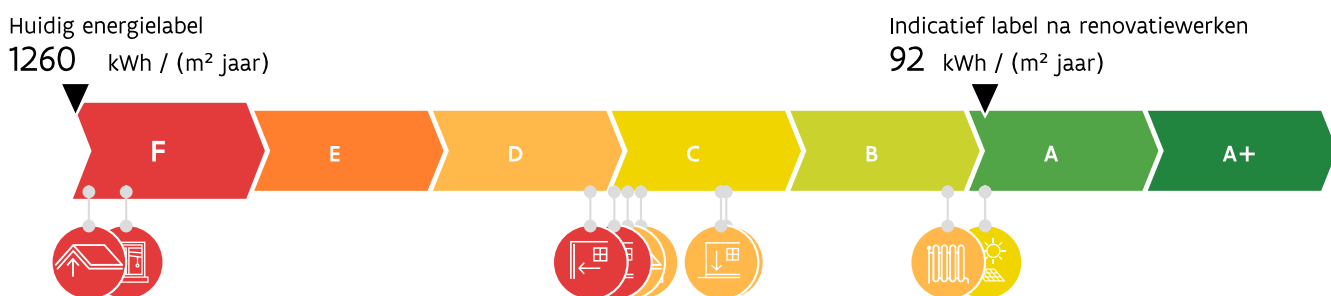 Huidig energielabel
1260 kWh / (m² jaar)
Indicatief label na renovatiewerken
92 kWh / (m² jaar)
F E D C B A A+